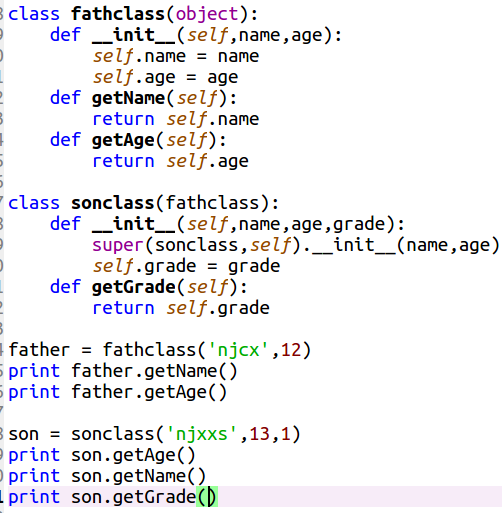 class fathclass(object):
    def __init__(self,name,age):
        self.name = name
        self.age = age
    def getName(self):
        return self.name
    def getAge(self):
        return self.age
class sonclass(fathclass):
    def __init__(self,name,age,grade):
        super(sonclass,self).__init__(name,age)
        self.grade = grade
    def getGrade(self):
        return self.grade
father = fathclass('njcx',12)
print father.getName()
print father.getAge()
son = sonclass('njxxs',13,1)
print son.getAge()
print son.getName()
print son.getGrade()